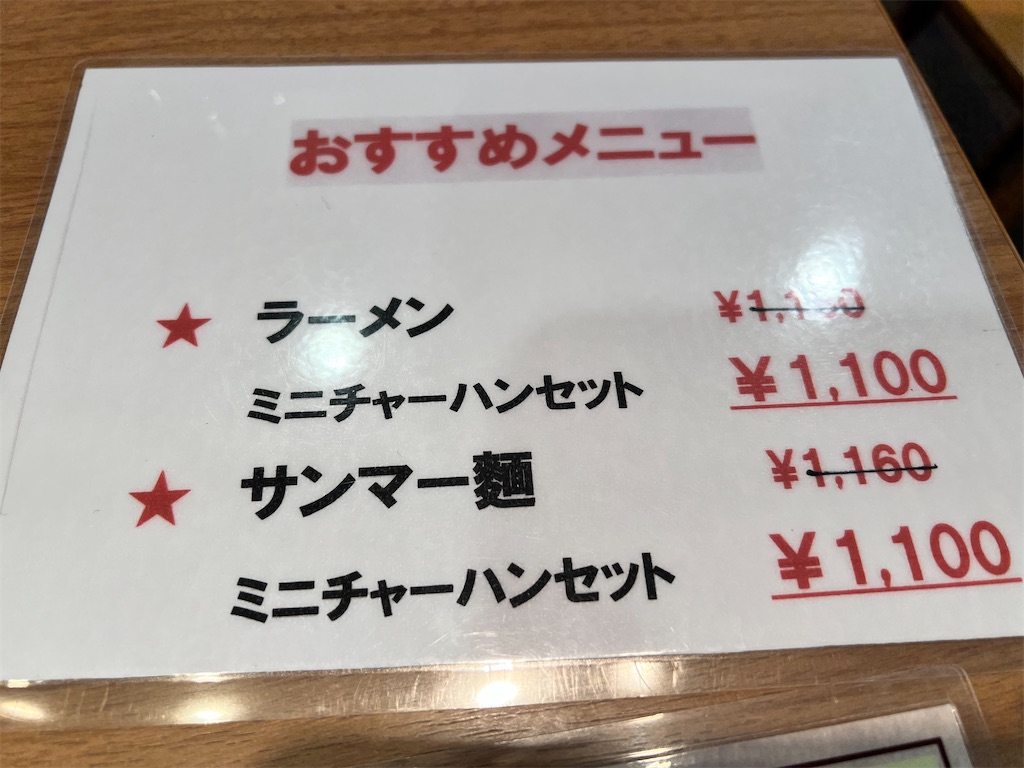 おすすめメニュー
★ ラーメン
ミニチャーハンセット ¥1,100
★ サンマー麺 ¥1,160
ミニチャーハンセット ¥1,100